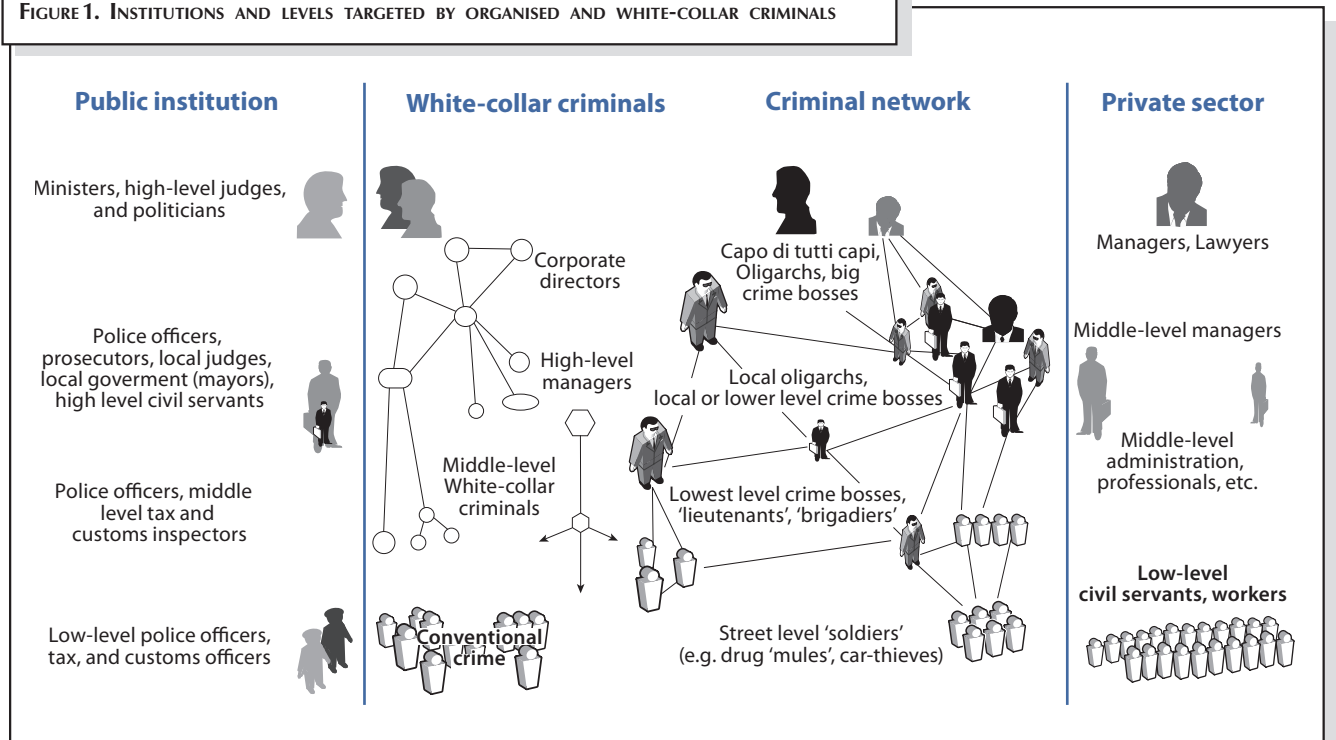 FIGURE 1. INSTITUTIONS AND LEVELS TARGETED BY ORGANISED AND WHITE-COLLAR CRIMINALS
Public institution
Ministers, high-level judges,
and politicians
Police officers,
prosecutors, local judges,
local goverment (mayors),
high level civil servants
Police officers, middle
level tax and
customs inspectors
Low-level police officers,
tax, and customs officers
White-collar criminals
Corporate
directors
High-level
managers
Middle-level
White-collar
criminals
Conventional
crime
Criminal network
Capo di tutti capi,
Oligarchs, big
crime bosses
Local oligarchs,
local or lower level crime bosses
Lowest level crime bosses,
'lieutenants', 'brigadiers'
Street level 'soldiers'
(e.g. drug 'mules', car-thieves)
Private sector
Managers, Lawyers
Middle-level managers
Middle-level
administration,
professionals, etc.
Low-level
civil servants, workers